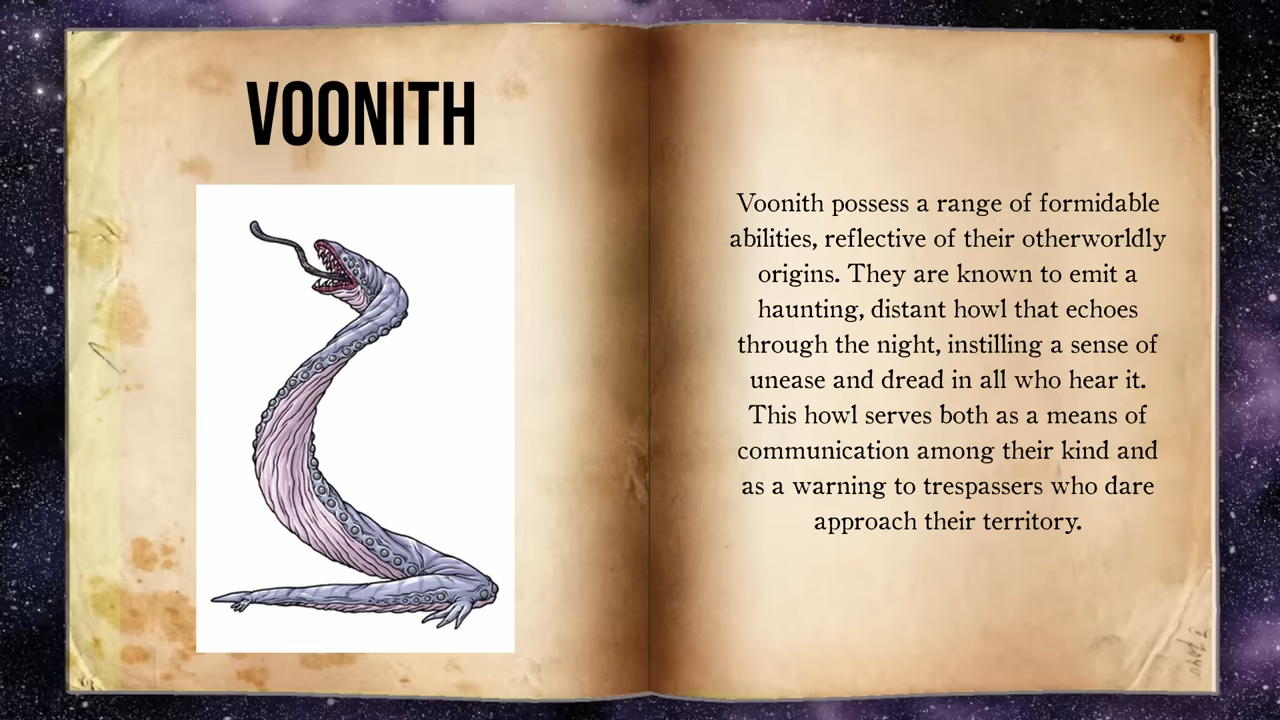 VOONITH
Voonith possess a range of formidable
abilities, reflective of their otherworldly
origins. They are known to emit a
haunting, distant howl that echoes
through the night, instilling a sense of
unease and dread in all who hear it.
This howl serves both as a means of
communication among their kind and
as a warning to trespassers who dare
approach their territory.